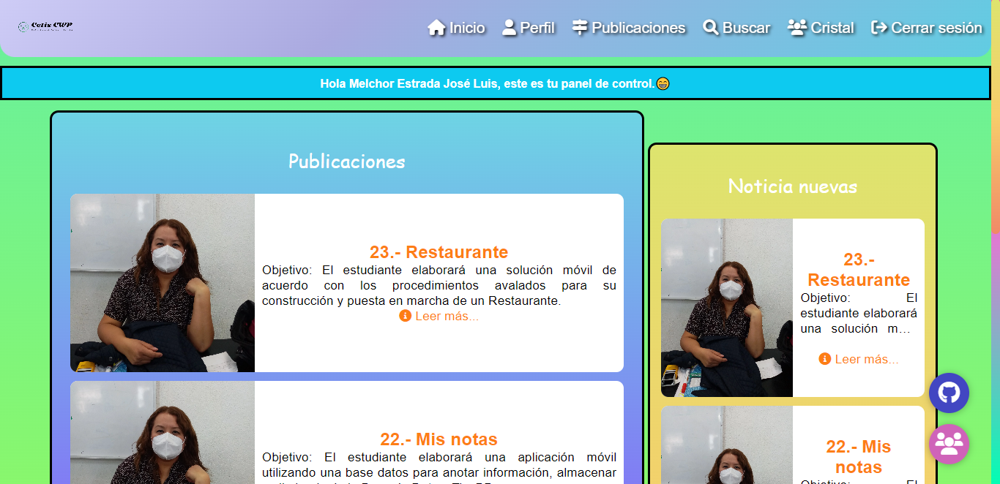 Cetis CWP
Inicio
Perfil
Publicaciones
Buscar
Cristal
Cerrar sesión
Hola Melchor Estrada José Luis, este es tu panel de control.😁
Publicaciones
23.- Restaurante
Objetivo: El estudiante elaborará una solución móvil de
acuerdo con los procedimientos avalados para su
construcción y puesta en marcha de un Restaurante.
Leer más...
22.- Mis notas
Objetivo: El estudiante elaborará una aplicación móvil
utilizando una base datos para anotar información, almacenar
Noticia nuevas
23.-
Restaurante
Objetivo: El
estudiante elaborará
una solución m...
Leer más...
22.- Mis
notas
Objetivo: El